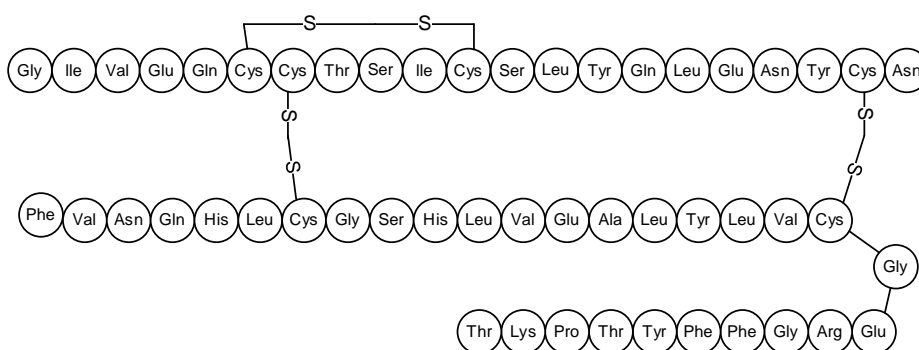 S S
Gly Ile Val Glu Gln Cys Cys Thr Ser Ile Cys Ser Leu Tyr Gln Leu Glu Asn Tyr Cys Asn
S S
S S
Phe Val Asn Gln His Leu Cys Gly Ser His Leu Val Glu Ala Leu Tyr Leu Val Cys
Gly
Thr Lys Pro Thr Tyr Phe Phe Gly Arg Glu